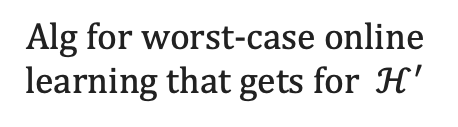 Alg for worst-case online
learning that gets for ℋ′